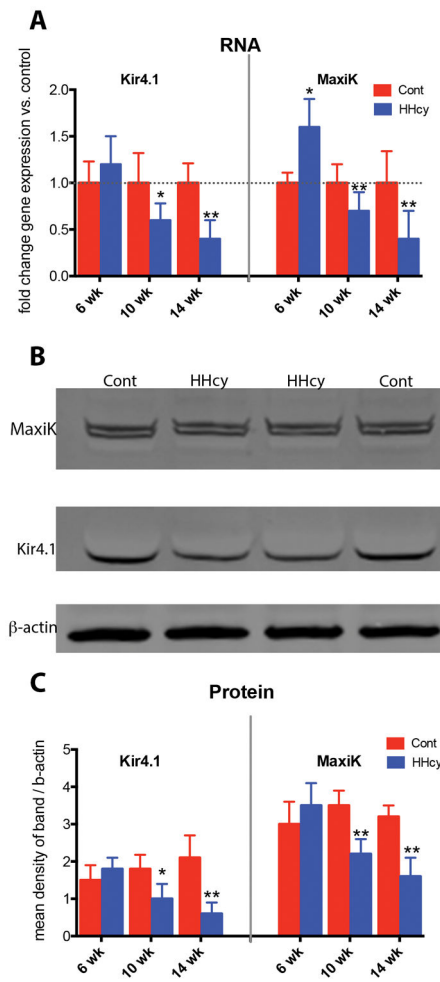 A
RNA
Kir4.1
MaxiK
Cont
HHcy
fold change gene expression vs. control
2.0
1.5
1.0
0.5
0.0
*
**
*
**
**
6 wk
10 wk
14 wk
6 wk
10 wk
14 wk
B
Cont HHcy HHcy Cont
MaxiK
Kir4.1
β-actin
C
Protein
Kir4.1
MaxiK
Cont
HHcy
mean density of band / b-actin
5
4
3
2
1
0
*
**
**
**
6 wk
10 wk
14 wk
6 wk
10 wk
14 wk